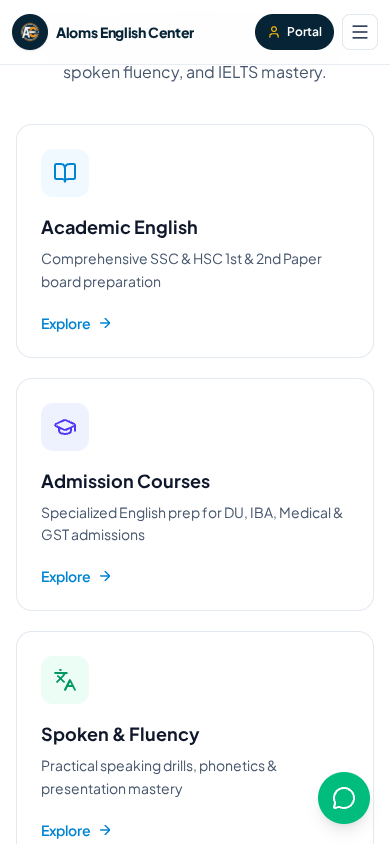 Aloms English Center
Portal
spoken fluency, and IELTS mastery.
Academic English
Comprehensive SSC & HSC 1st & 2nd Paper
board preparation
Explore
Admission Courses
Specialized English prep for DU, IBA, Medical &
GST admissions
Explore
Spoken & Fluency
Practical speaking drills, phonetics &
presentation mastery
Explore